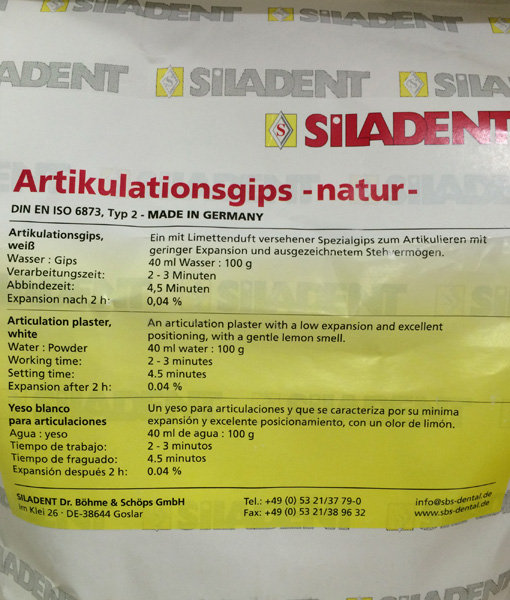 SILADENT
SILADENT
SILADENT
SILADENT
Artikulationsgips -natur-
DIN EN ISO 6873, Typ 2 - MADE IN GERMANY
Artikulationsgips, weiß
Ein mit Limettenduft versehener Spezialgips zum Artikulieren mit
geringer Expansion und ausgezeichnetem Stehvermögen.
Wasser : Gips 40 ml Wasser : 100 g
Verarbeitungszeit: 2 - 3 Minuten
Abbindezeit: 4,5 Minuten
Expansion nach 2 h: 0,04 %
Articulation plaster, white
An articulation plaster with a low expansion and excellent
positioning, with a gentle lemon smell.
Water : Powder 40 ml water : 100 g
Working time: 2 - 3 minutes
Setting time: 4.5 minutes
Expansion after 2 h: 0.04 %
Yeso blanco
para articulaciones
Un yeso para articulaciones y que se caracteriza por su minima
expansión y excelente posicionamiento, con un olor de limón.
Agua : yeso 40 ml de agua : 100 g
Tiempo de trabajo: 2 - 3 minutos
Tiempo de fraguado: 4.5 minutos
Expansión después 2 h: 0.04 %
SILADENT Dr. Böhme & Schöps GmbH Tel.: +49 (0) 53 21/37 79-0 info@sbs-dental.de
Im Klei 26 · DE-38644 Goslar Fax: +49 (0) 53 21/38 96 32 www.sbs-dental.de
SILADENT